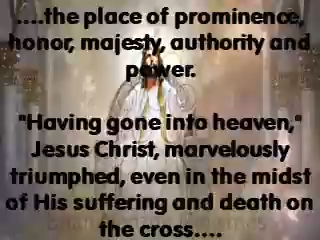 ....the place of prominence,
honor, majesty, authority and
power.
"Having gone into heaven,"
Jesus Christ, marvelously
triumphed, even in the midst
of His suffering and death on
the cross....